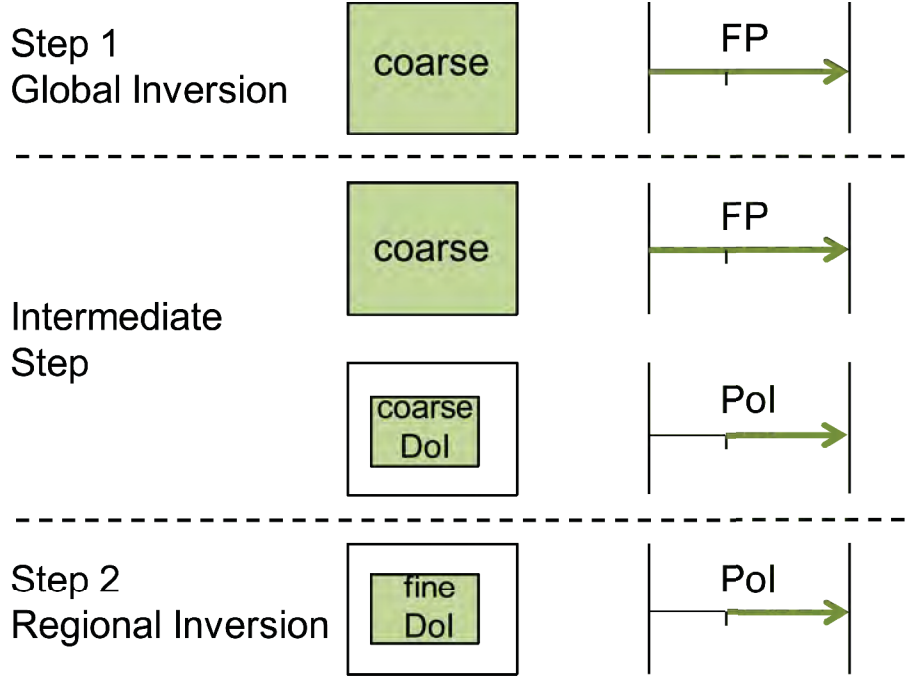 Step 1
Global Inversion
coarse
FP
Intermediate
Step
coarse
FP
coarse
DoI
PoI
Step 2
Regional Inversion
fine
DoI
PoI